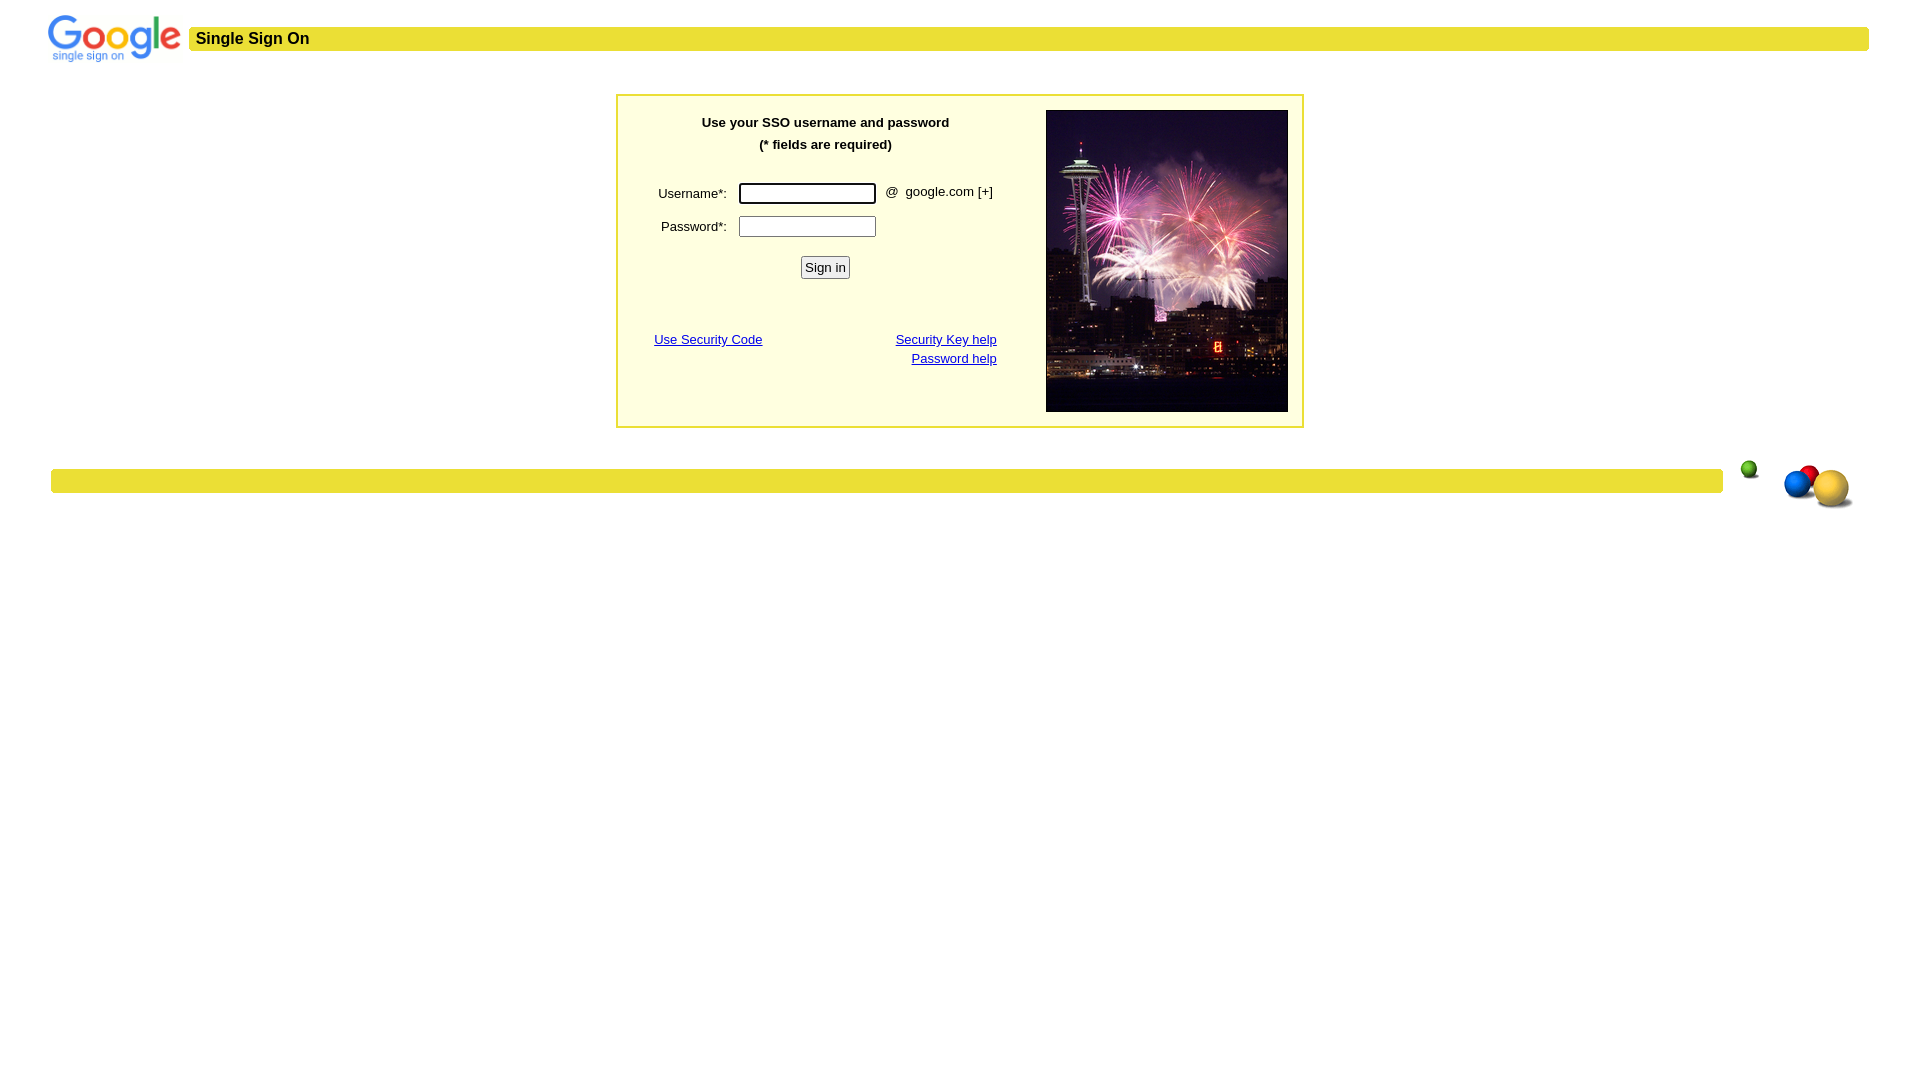 Google
single sign on
Single Sign On
Use your SSO username and password
(* fields are required)
Username*: @ google.com [+]
Password*:
Sign in
Use Security Code Security Key help
Password help